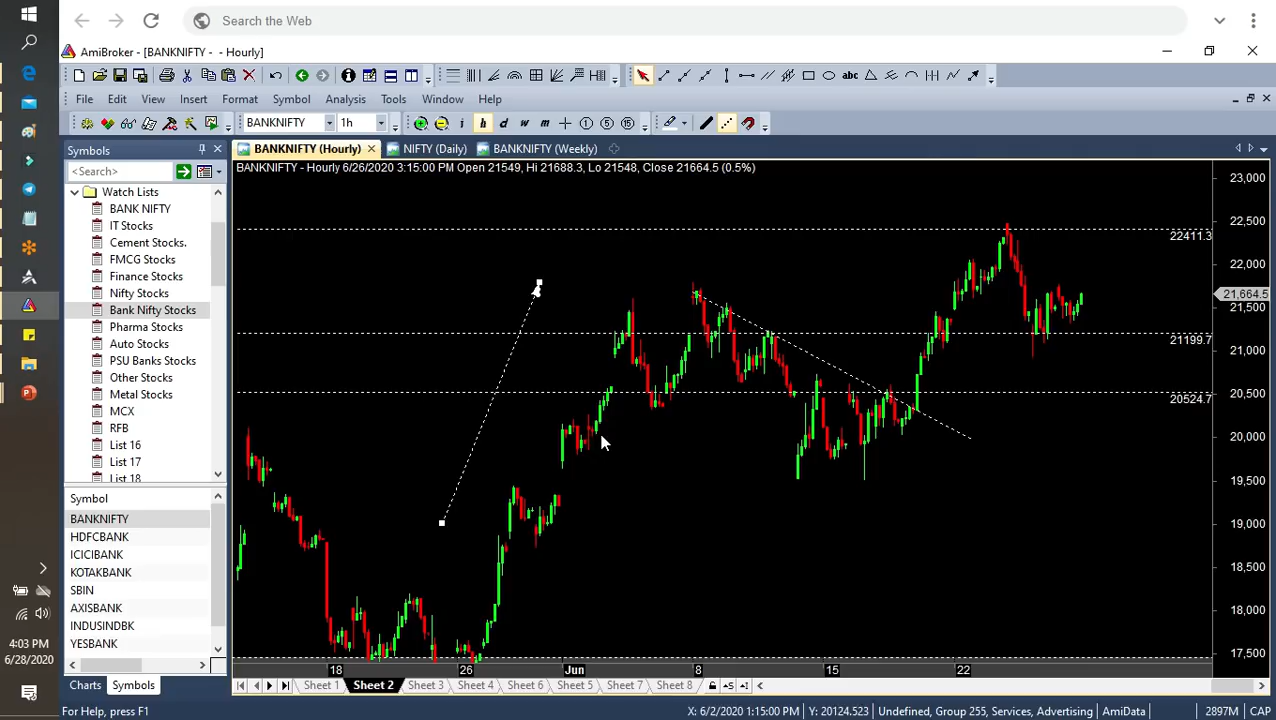 Search the Web
AmiBroker - [BANKNIFTY - - Hourly]
File Edit View Insert Format Symbol Analysis Tools Window Help
BANKNIFTY 1h i h d w m 1 5 15
abc
Symbols
<Search>
Watch Lists
BANK NIFTY
IT Stocks
Cement Stocks.
FMCG Stocks
Finance Stocks
Nifty Stocks
Bank Nifty Stocks
Pharma Stocks
Auto Stocks
PSU Banks Stocks
Other Stocks
Metal Stocks
MCX
RFB
List 16
List 17
List 18
Symbol
BANKNIFTY
HDFCBANK
ICICIBANK
KOTAKBANK
SBIN
AXISBANK
INDUSINDBK
YESBANK
Charts Symbols
BANKNIFTY (Hourly) NIFTY (Daily) BANKNIFTY (Weekly)
BANKNIFTY - Hourly 6/26/2020 3:15:00 PM Open 21549, Hi 21688.3, Lo 21548, Close 21664.5 (0.5%)
23,000
22,500
22411.3
22,000
21,664.5
21,500
21199.7
21,000
20,500
20524.7
20,000
19,500
19,000
18,500
18,000
17,500
18 26 Jun 8 15 22
Sheet 1 Sheet 2 Sheet 3 Sheet 4 Sheet 5 Sheet 6 Sheet 5 Sheet 7 Sheet 8
4:03 PM
6/28/2020
For Help, press F1
X: 6/2/2020 1:15:00 PM Y: 20124.523 Undefined, Group 255, Services, Advertising AmiData 2897M CAP